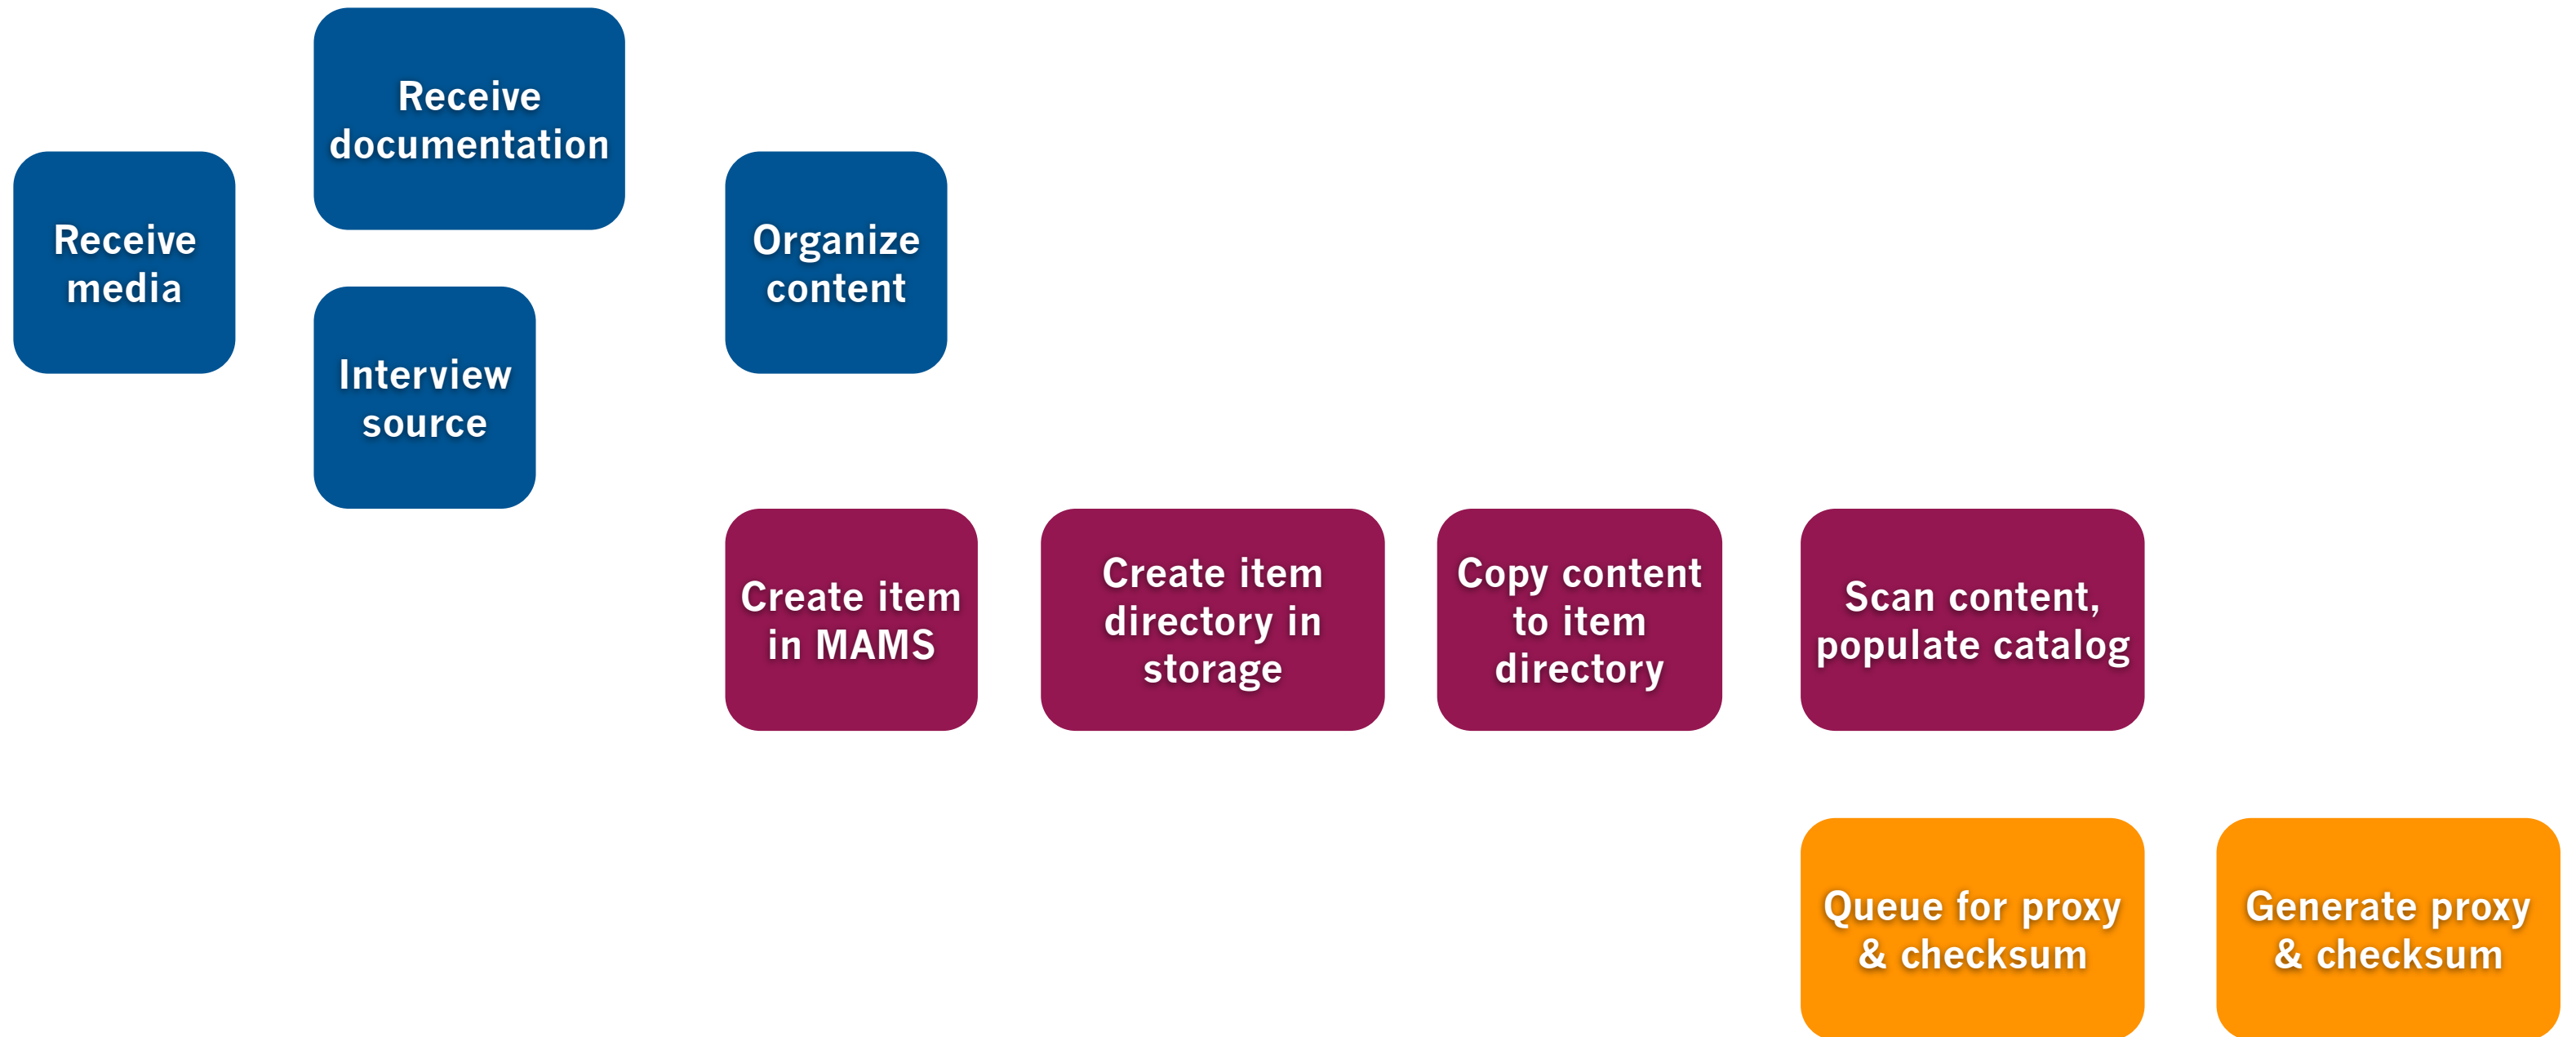 Receive
media
Receive
documentation
Interview
source
Organize
content
Create item
in MAMS
Create item
directory in
storage
Copy content
to item
directory
Scan content,
populate catalog
Queue for proxy
& checksum
Generate proxy
& checksum